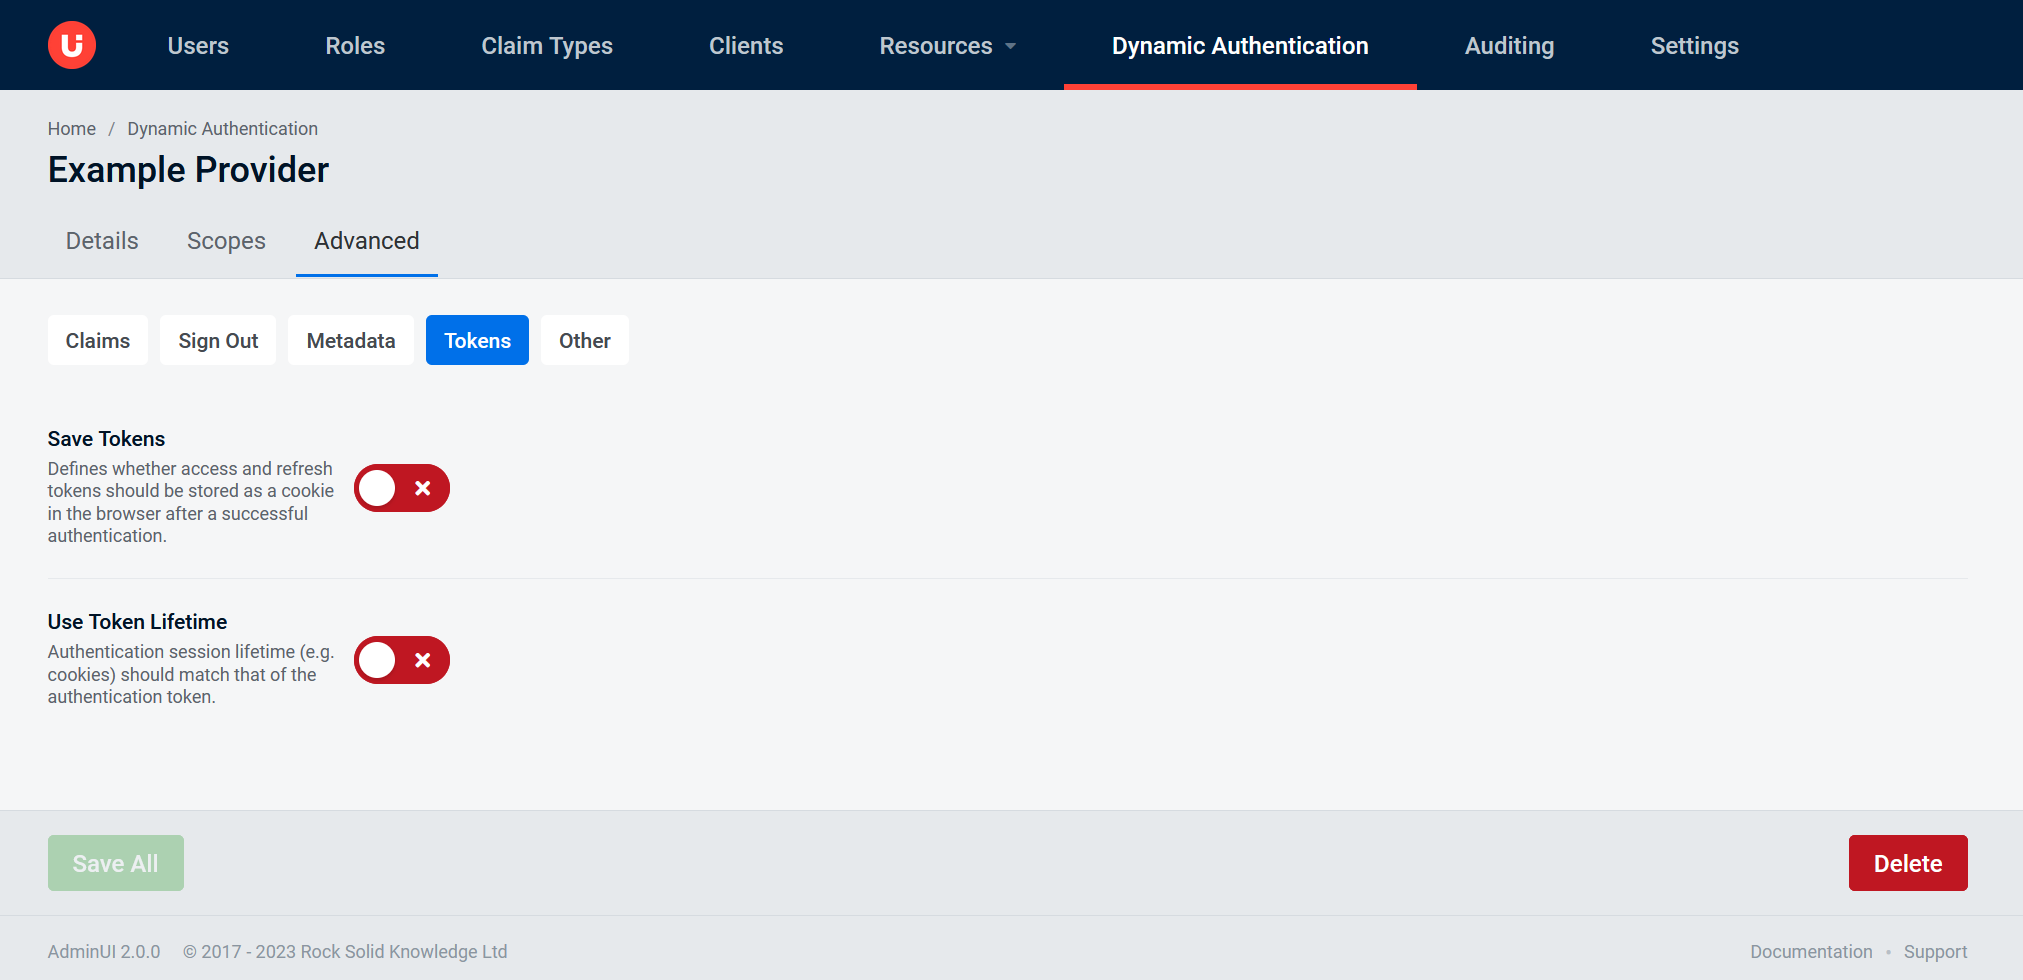 Users Roles Claim Types Clients Resources Dynamic Authentication Auditing Settings
Home / Dynamic Authentication
Example Provider
Details Scopes Advanced
Claims Sign Out Metadata Tokens Other
Save Tokens
Defines whether access and refresh
tokens should be stored as a cookie
in the browser after a successful
authentication.
Use Token Lifetime
Authentication session lifetime (e.g.
cookies) should match that of the
authentication token.
Save All Delete
AdminUI 2.0.0 © 2017 - 2023 Rock Solid Knowledge Ltd Documentation • Support